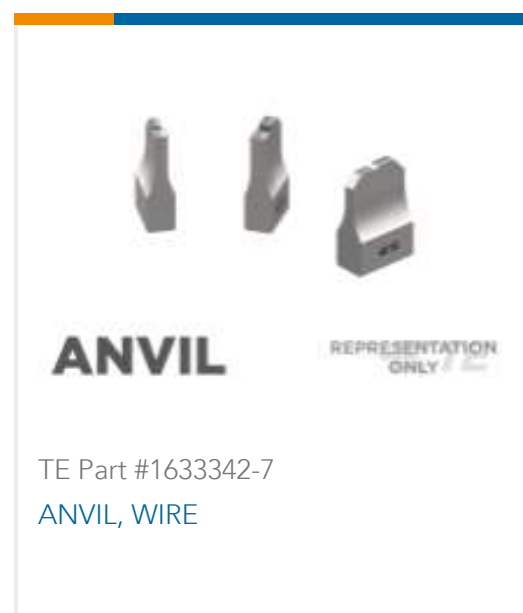 ANVIL
REPRESENTATION
ONLY
TE Part #1633342-7
ANVIL, WIRE